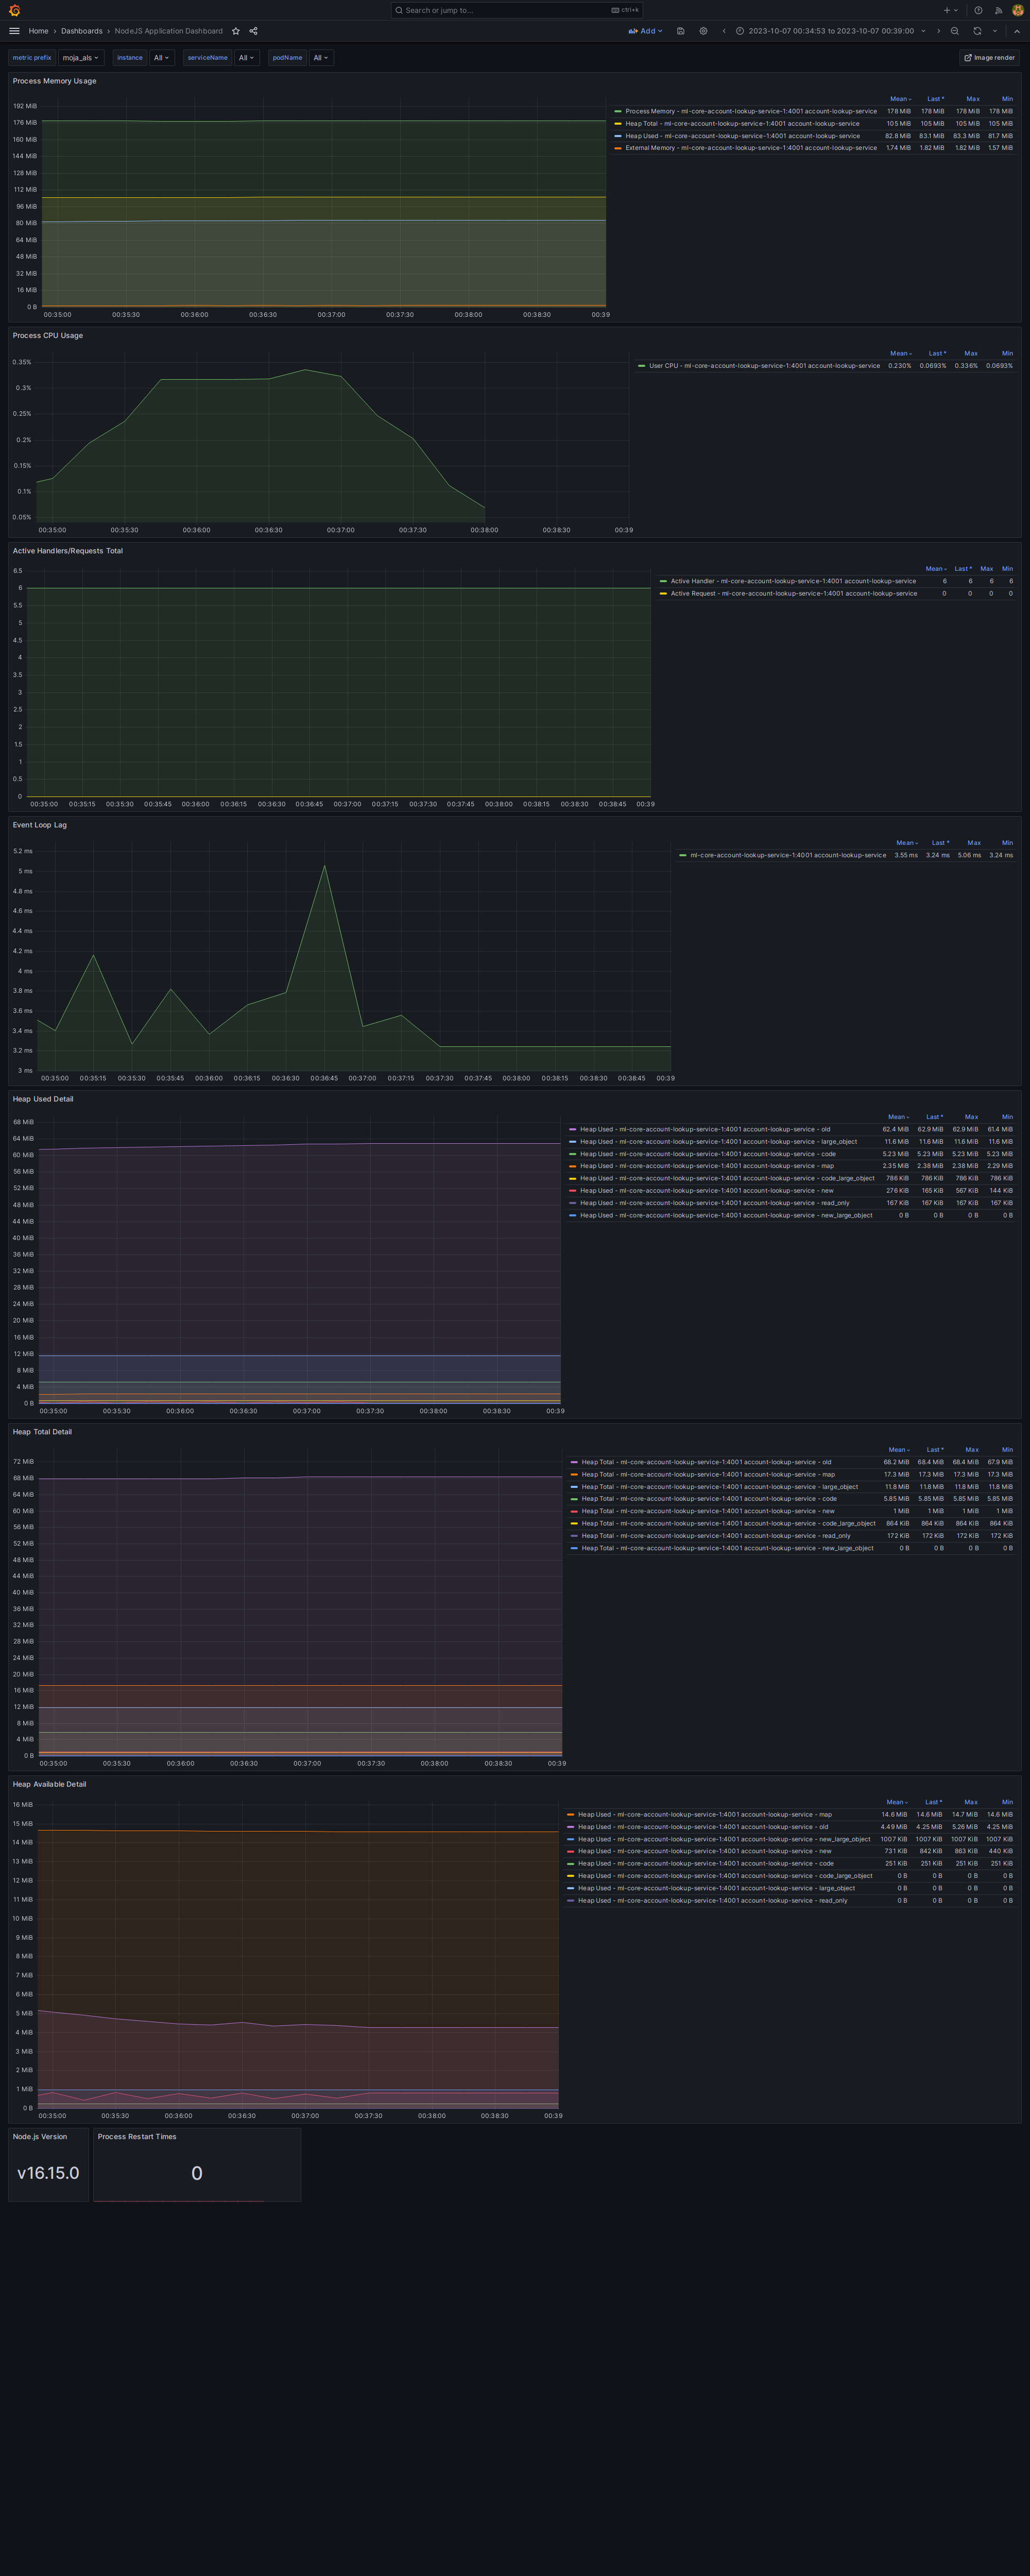 Search or jump to... ctrl+k
Home › Dashboards › NodeJS Application Dashboard Add 2023-10-07 00:34:53 to 2023-10-07 00:39:00
metric prefix moja_als instance All serviceName All podName All Image render
Process Memory Usage
Mean Last * Max Min
Process Memory - ml-core-account-lookup-service-1:4001 account-lookup-service 178 MiB 178 MiB 178 MiB 178 MiB
Heap Total - ml-core-account-lookup-service-1:4001 account-lookup-service 105 MiB 105 MiB 105 MiB 105 MiB
Heap Used - ml-core-account-lookup-service-1:4001 account-lookup-service 82.8 MiB 83.1 MiB 83.3 MiB 81.7 MiB
External Memory - ml-core-account-lookup-service-1:4001 account-lookup-service 1.74 MiB 1.82 MiB 1.82 MiB 1.57 MiB
192 MiB
176 MiB
160 MiB
144 MiB
128 MiB
112 MiB
96 MiB
80 MiB
64 MiB
48 MiB
32 MiB
16 MiB
0 B
00:35:00 00:35:30 00:36:00 00:36:30 00:37:00 00:37:30 00:38:00 00:38:30 00:39
Process CPU Usage
Mean Last * Max Min
User CPU - ml-core-account-lookup-service-1:4001 account-lookup-service 0.230% 0.0693% 0.336% 0.0693%
0.35%
0.3%
0.25%
0.2%
0.15%
0.1%
0.05%
00:35:00 00:35:30 00:36:00 00:36:30 00:37:00 00:37:30 00:38:00 00:38:30 00:39
Active Handlers/Requests Total
Mean Last * Max Min
Active Handler - ml-core-account-lookup-service-1:4001 account-lookup-service 6 6 6 6
Active Request - ml-core-account-lookup-service-1:4001 account-lookup-service 0 0 0 0
6.5
6
5.5
5
4.5
4
3.5
3
2.5
2
1.5
1
0.5
0
00:35:00 00:35:15 00:35:30 00:35:45 00:36:00 00:36:15 00:36:30 00:36:45 00:37:00 00:37:15 00:37:30 00:37:45 00:38:00 00:38:15 00:38:30 00:38:45 00:39
Event Loop Lag
Mean Last * Max Min
ml-core-account-lookup-service-1:4001 account-lookup-service 3.55 ms 3.24 ms 5.06 ms 3.24 ms
5.2 ms
5 ms
4.8 ms
4.6 ms
4.4 ms
4.2 ms
4 ms
3.8 ms
3.6 ms
3.4 ms
3.2 ms
3 ms
00:35:00 00:35:15 00:35:30 00:35:45 00:36:00 00:36:15 00:36:30 00:36:45 00:37:00 00:37:15 00:37:30 00:37:45 00:38:00 00:38:15 00:38:30 00:38:45 00:39
Heap Used Detail
Mean Last * Max Min
Heap Used - ml-core-account-lookup-service-1:4001 account-lookup-service - old 62.4 MiB 62.9 MiB 62.9 MiB 61.4 MiB
Heap Used - ml-core-account-lookup-service-1:4001 account-lookup-service - large_object 11.6 MiB 11.6 MiB 11.6 MiB 11.6 MiB
Heap Used - ml-core-account-lookup-service-1:4001 account-lookup-service - code 5.23 MiB 5.23 MiB 5.23 MiB 5.23 MiB
Heap Used - ml-core-account-lookup-service-1:4001 account-lookup-service - map 2.35 MiB 2.38 MiB 2.38 MiB 2.29 MiB
Heap Used - ml-core-account-lookup-service-1:4001 account-lookup-service - code_large_object 786 KiB 786 KiB 786 KiB 786 KiB
Heap Used - ml-core-account-lookup-service-1:4001 account-lookup-service - new 276 KiB 165 KiB 567 KiB 144 KiB
Heap Used - ml-core-account-lookup-service-1:4001 account-lookup-service - read_only 167 KiB 167 KiB 167 KiB 167 KiB
Heap Used - ml-core-account-lookup-service-1:4001 account-lookup-service - new_large_object 0 B 0 B 0 B 0 B
68 MiB
64 MiB
60 MiB
56 MiB
52 MiB
48 MiB
44 MiB
40 MiB
36 MiB
32 MiB
28 MiB
24 MiB
20 MiB
16 MiB
12 MiB
8 MiB
4 MiB
0 B
00:35:00 00:35:30 00:36:00 00:36:30 00:37:00 00:37:30 00:38:00 00:38:30 00:39
Heap Total Detail
Mean Last * Max Min
Heap Total - ml-core-account-lookup-service-1:4001 account-lookup-service - old 68.2 MiB 68.4 MiB 68.4 MiB 67.9 MiB
Heap Total - ml-core-account-lookup-service-1:4001 account-lookup-service - map 17.3 MiB 17.3 MiB 17.3 MiB 17.3 MiB
Heap Total - ml-core-account-lookup-service-1:4001 account-lookup-service - large_object 11.8 MiB 11.8 MiB 11.8 MiB 11.8 MiB
Heap Total - ml-core-account-lookup-service-1:4001 account-lookup-service - code 5.85 MiB 5.85 MiB 5.85 MiB 5.85 MiB
Heap Total - ml-core-account-lookup-service-1:4001 account-lookup-service - new 1 MiB 1 MiB 1 MiB 1 MiB
Heap Total - ml-core-account-lookup-service-1:4001 account-lookup-service - code_large_object 864 KiB 864 KiB 864 KiB 864 KiB
Heap Total - ml-core-account-lookup-service-1:4001 account-lookup-service - read_only 172 KiB 172 KiB 172 KiB 172 KiB
Heap Total - ml-core-account-lookup-service-1:4001 account-lookup-service - new_large_object 0 B 0 B 0 B 0 B
72 MiB
68 MiB
64 MiB
60 MiB
56 MiB
52 MiB
48 MiB
44 MiB
40 MiB
36 MiB
32 MiB
28 MiB
24 MiB
20 MiB
16 MiB
12 MiB
8 MiB
4 MiB
0 B
00:35:00 00:35:30 00:36:00 00:36:30 00:37:00 00:37:30 00:38:00 00:38:30 00:39
Heap Available Detail
Mean Last * Max Min
Heap Used - ml-core-account-lookup-service-1:4001 account-lookup-service - map 14.6 MiB 14.6 MiB 14.7 MiB 14.6 MiB
Heap Used - ml-core-account-lookup-service-1:4001 account-lookup-service - old 4.49 MiB 4.25 MiB 5.26 MiB 4.25 MiB
Heap Used - ml-core-account-lookup-service-1:4001 account-lookup-service - new_large_object 1007 KiB 1007 KiB 1007 KiB 1007 KiB
Heap Used - ml-core-account-lookup-service-1:4001 account-lookup-service - new 731 KiB 842 KiB 863 KiB 440 KiB
Heap Used - ml-core-account-lookup-service-1:4001 account-lookup-service - code 251 KiB 251 KiB 251 KiB 251 KiB
Heap Used - ml-core-account-lookup-service-1:4001 account-lookup-service - code_large_object 0 B 0 B 0 B 0 B
Heap Used - ml-core-account-lookup-service-1:4001 account-lookup-service - large_object 0 B 0 B 0 B 0 B
Heap Used - ml-core-account-lookup-service-1:4001 account-lookup-service - read_only 0 B 0 B 0 B 0 B
16 MiB
15 MiB
14 MiB
13 MiB
12 MiB
11 MiB
10 MiB
9 MiB
8 MiB
7 MiB
6 MiB
5 MiB
4 MiB
3 MiB
2 MiB
1 MiB
0 B
00:35:00 00:35:30 00:36:00 00:36:30 00:37:00 00:37:30 00:38:00 00:38:30 00:39
Node.js Version Process Restart Times
v16.15.0 0